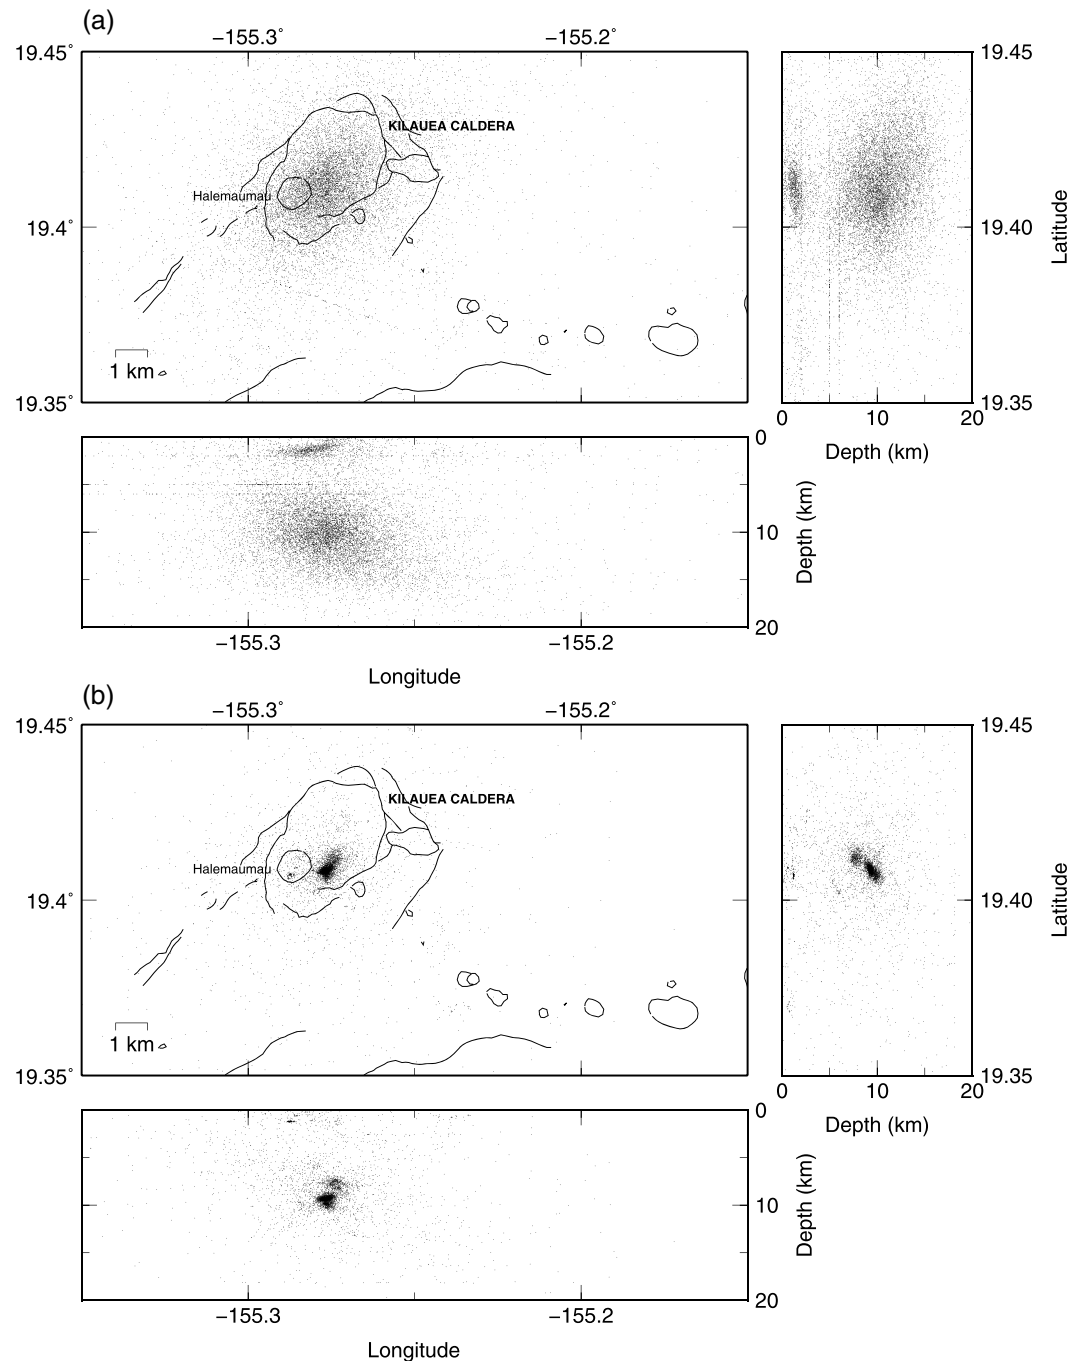 (a)
−155.3˚ −155.2˚
19.45˚ 19.45
KILAUEA CALDERA
Halemaumau
19.4˚ 19.40
Latitude
1 km
19.35˚ 19.35
0 10 20
Depth (km)
0
10
20
Depth (km)
−155.3 −155.2
Longitude
(b)
−155.3˚ −155.2˚
19.45˚ 19.45
KILAUEA CALDERA
Halemaumau
19.4˚ 19.40
Latitude
1 km
19.35˚ 19.35
0 10 20
Depth (km)
0
10
20
Depth (km)
−155.3 −155.2
Longitude